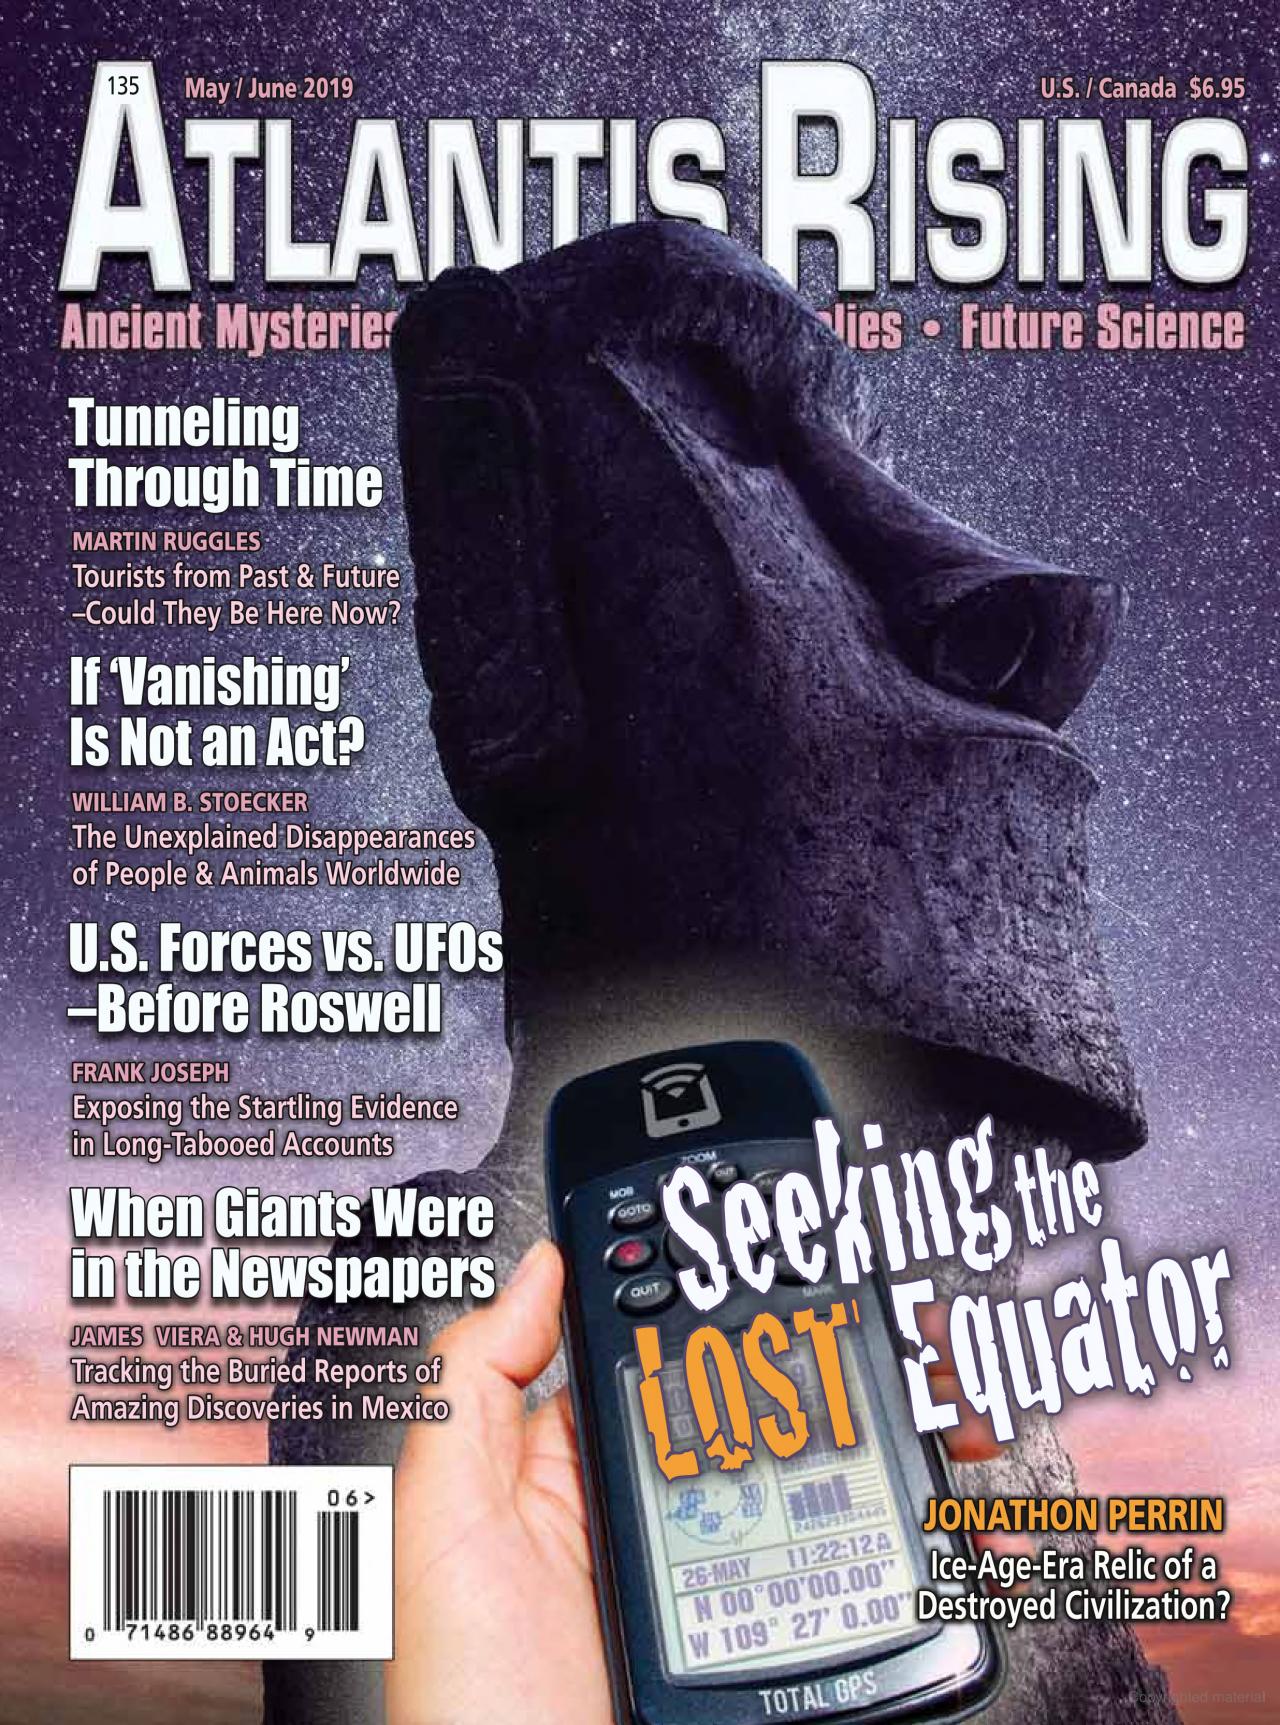 135
May / June 2019
U.S. / Canada $6.95
ATLANTIS RISING
Ancient Mysteries • Future Science
Tunneling
Through Time
MARTIN RUGGLES
Tourists from Past & Future
–Could They Be Here Now?
If ‘Vanishing’
Is Not an Act?
WILLIAM B. STOECKER
The Unexplained Disappearances
of People & Animals Worldwide
U.S. Forces vs. UFOs
–Before Roswell
FRANK JOSEPH
Exposing the Startling Evidence
in Long-Tabooed Accounts
When Giants Were
in the Newspapers
JAMES VIERA & HUGH NEWMAN
Tracking the Buried Reports of
Amazing Discoveries in Mexico
ZOOM
OUT
MOB
GOTO
QUIT
MARK
Seeking the
LOST Equator
JONATHON PERRIN
Ice-Age-Era Relic of a
Destroyed Civilization?
26-MAY 11:22:12A
N 00°00'00.00"
W 109° 27' 0.00"
TOTAL GPS
06>
0 71486 88964 9
Copyrighted material